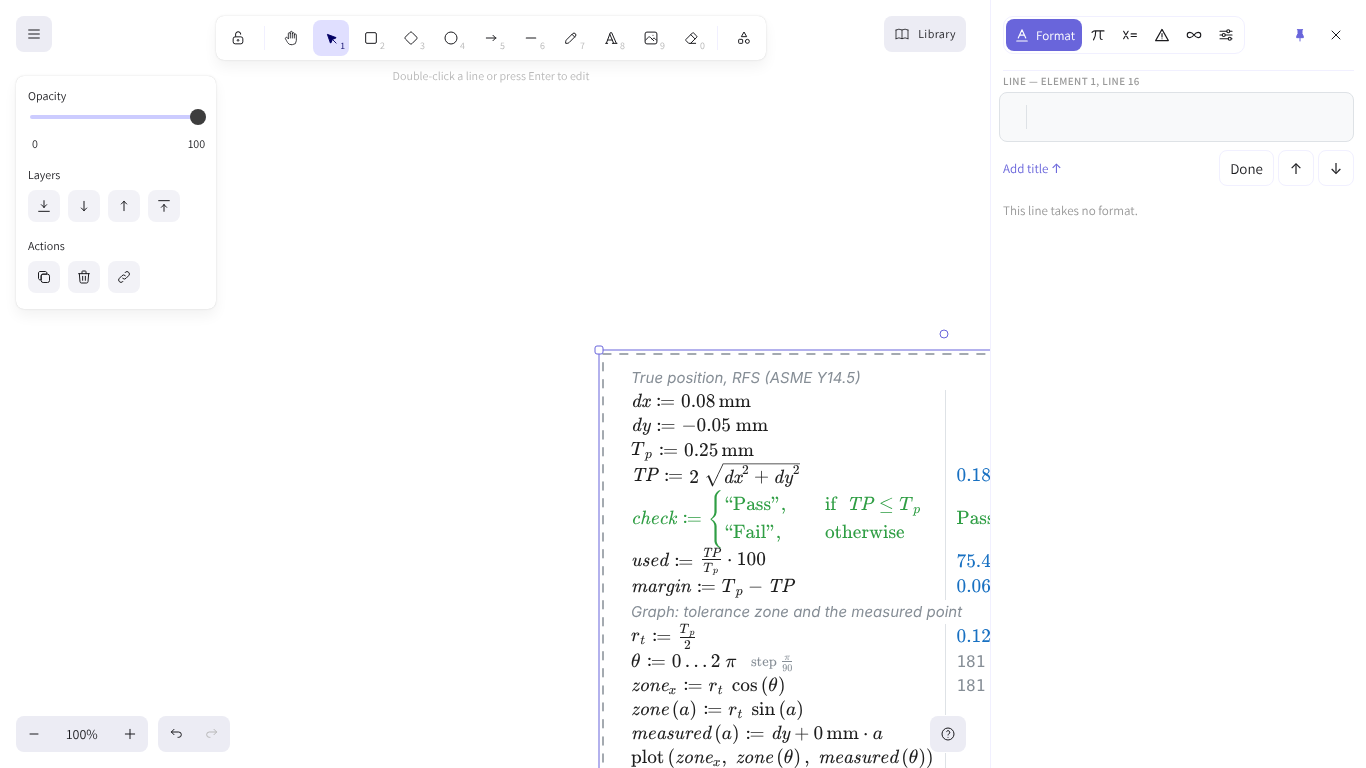 1
2
3
4
5
6
7
8
9
0
Library
Double-click a line or press Enter to edit
Opacity
0 100
Layers
Actions
100%
True position, RFS (ASME Y14.5)
dx := 0.08 mm
dy := −0.05 mm
T_p := 0.25 mm
TP := 2 √(dx² + dy²) 0.18
check := { “Pass”, if TP ≤ T_p
“Fail”, otherwise
Pass
used := TP/T_p · 100 75.4
margin := T_p − TP 0.06
Graph: tolerance zone and the measured point
r_t := T_p/2 0.12
θ := 0…2 π step π/90 181
zone_x := r_t cos(θ) 181
zone(a) := r_t sin(a)
measured(a) := dy + 0 mm · a
plot(zone_x, zone(θ), measured(θ))
Format
π
x=
∞
LINE — ELEMENT 1, LINE 16
Add title ↑
Done
↑
↓
This line takes no format.